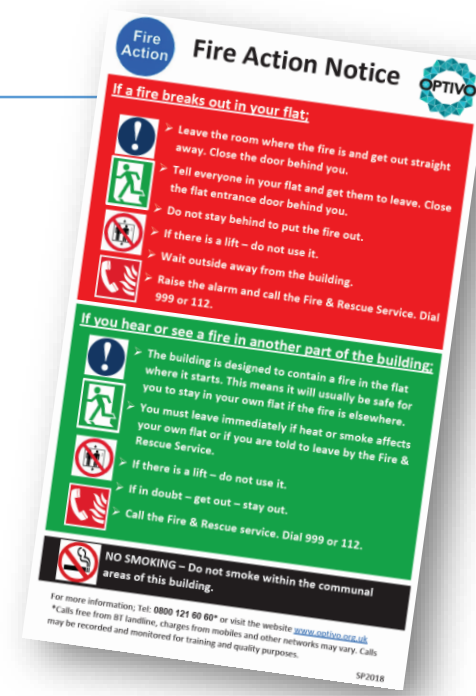 Fire
Action
Fire Action Notice
OPTIVO
If a fire breaks out in your flat;
➢ Leave the room where the fire is and get out straight
away. Close the door behind you.
➢ Tell everyone in your flat and get them to leave. Close
the flat entrance door behind you.
➢ Do not stay behind to put the fire out.
➢ If there is a lift – do not use it.
➢ Wait outside away from the building.
➢ Raise the alarm and call the Fire & Rescue Service. Dial
999 or 112.
If you hear or see a fire in another part of the building;
➢ The building is designed to contain a fire in the flat
where it starts. This means it will usually be safe for
you to stay in your own flat if the fire is elsewhere.
➢ You must leave immediately if heat or smoke affects
your own flat or if you are told to leave by the Fire &
Rescue Service.
➢ If there is a lift – do not use it.
➢ If in doubt – get out – stay out.
➢ Call the Fire & Rescue service. Dial 999 or 112.
NO SMOKING – Do not smoke within the communal
areas of this building.
For more information; Tel: 0800 121 60 60* or visit the website www.optivo.org.uk
*Calls free from BT landline, charges from mobiles and other networks may vary. Calls
may be recorded and monitored for training and quality purposes.
SP2018